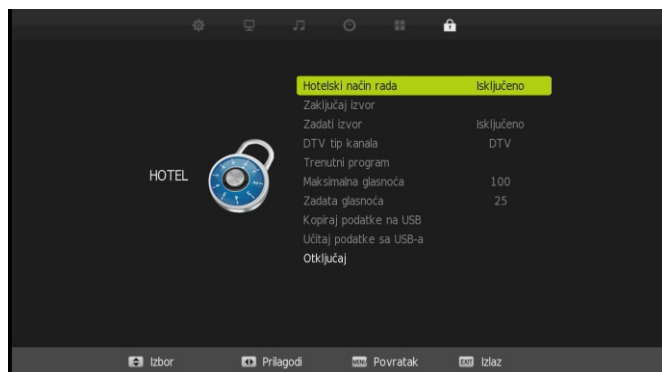 Hotelski način rada Isključeno
Zaključaj izvor
Zadati izvor Isključeno
DTV tip kanala DTV
Trenutni program
HOTEL
Maksimalna glasnoća 100
Zadata glasnoća 25
Kopiraj podatke na USB
Učitaj podatke sa USB-a
Otključaj
Izbor Prilagodi MENU Povratak EXIT Izlaz